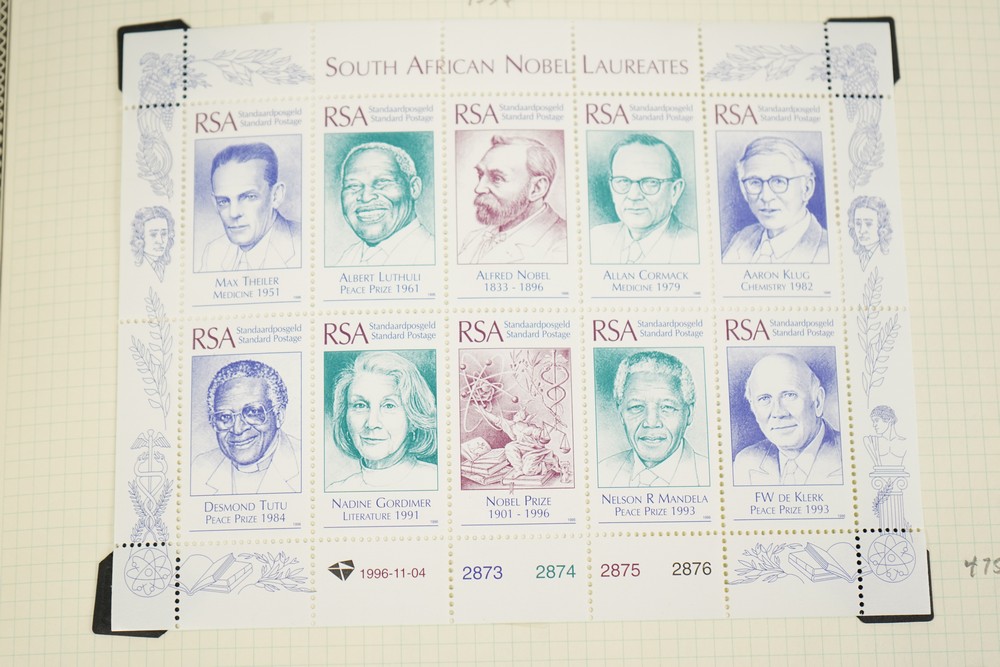 SOUTH AFRICAN NOBEL LAUREATES
RSA Standaardposgeld
Standard Postage
MAX THEILER
MEDICINE 1951
RSA Standaardposgeld
Standard Postage
ALBERT LUTHULI
PEACE PRIZE 1961
RSA Standaardposgeld
Standard Postage
ALFRED NOBEL
1833 - 1896
RSA Standaardposgeld
Standard Postage
ALLAN CORMACK
MEDICINE 1979
RSA Standaardposgeld
Standard Postage
AARON KLUG
CHEMISTRY 1982
RSA Standaardposgeld
Standard Postage
DESMOND TUTU
PEACE PRIZE 1984
RSA Standaardposgeld
Standard Postage
NADINE GORDIMER
LITERATURE 1991
RSA Standaardposgeld
Standard Postage
NOBEL PRIZE
1901 - 1996
RSA Standaardposgeld
Standard Postage
NELSON R MANDELA
PEACE PRIZE 1993
RSA Standaardposgeld
Standard Postage
FW DE KLERK
PEACE PRIZE 1993
1996-11-04 2873 2874 2875 2876